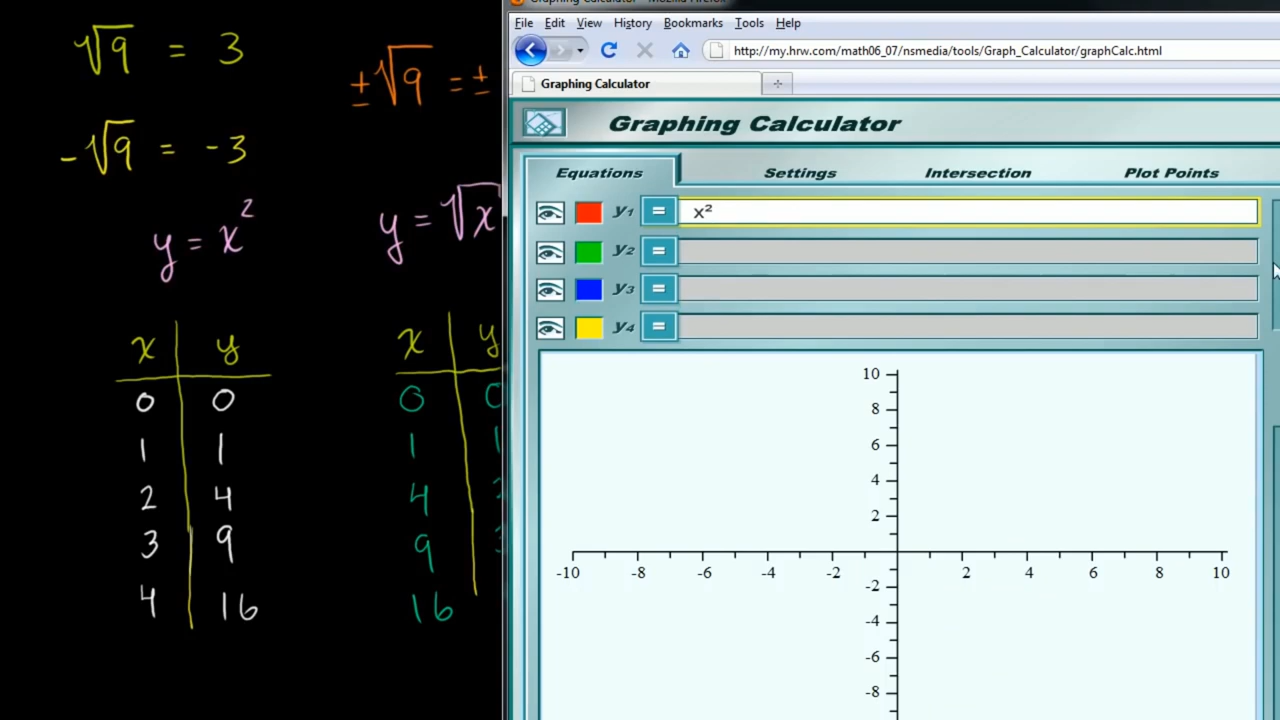 √9 = 3
±√9 = ±
-√9 = -3
y = x²
y = √x
x y
0 0
1 1
2 4
3 9
4 16
x y
0 0
1 1
4
9
16
File Edit View History Bookmarks Tools Help
http://my.hrw.com/math06_07/nsmedia/tools/Graph_Calculator/graphCalc.html
Graphing Calculator
Graphing Calculator
Equations Settings Intersection Plot Points
y₁ = x²
y₂ =
y₃ =
y₄ =
10
8
6
4
2
-10 -8 -6 -4 -2 2 4 6 8 10
-2
-4
-6
-8